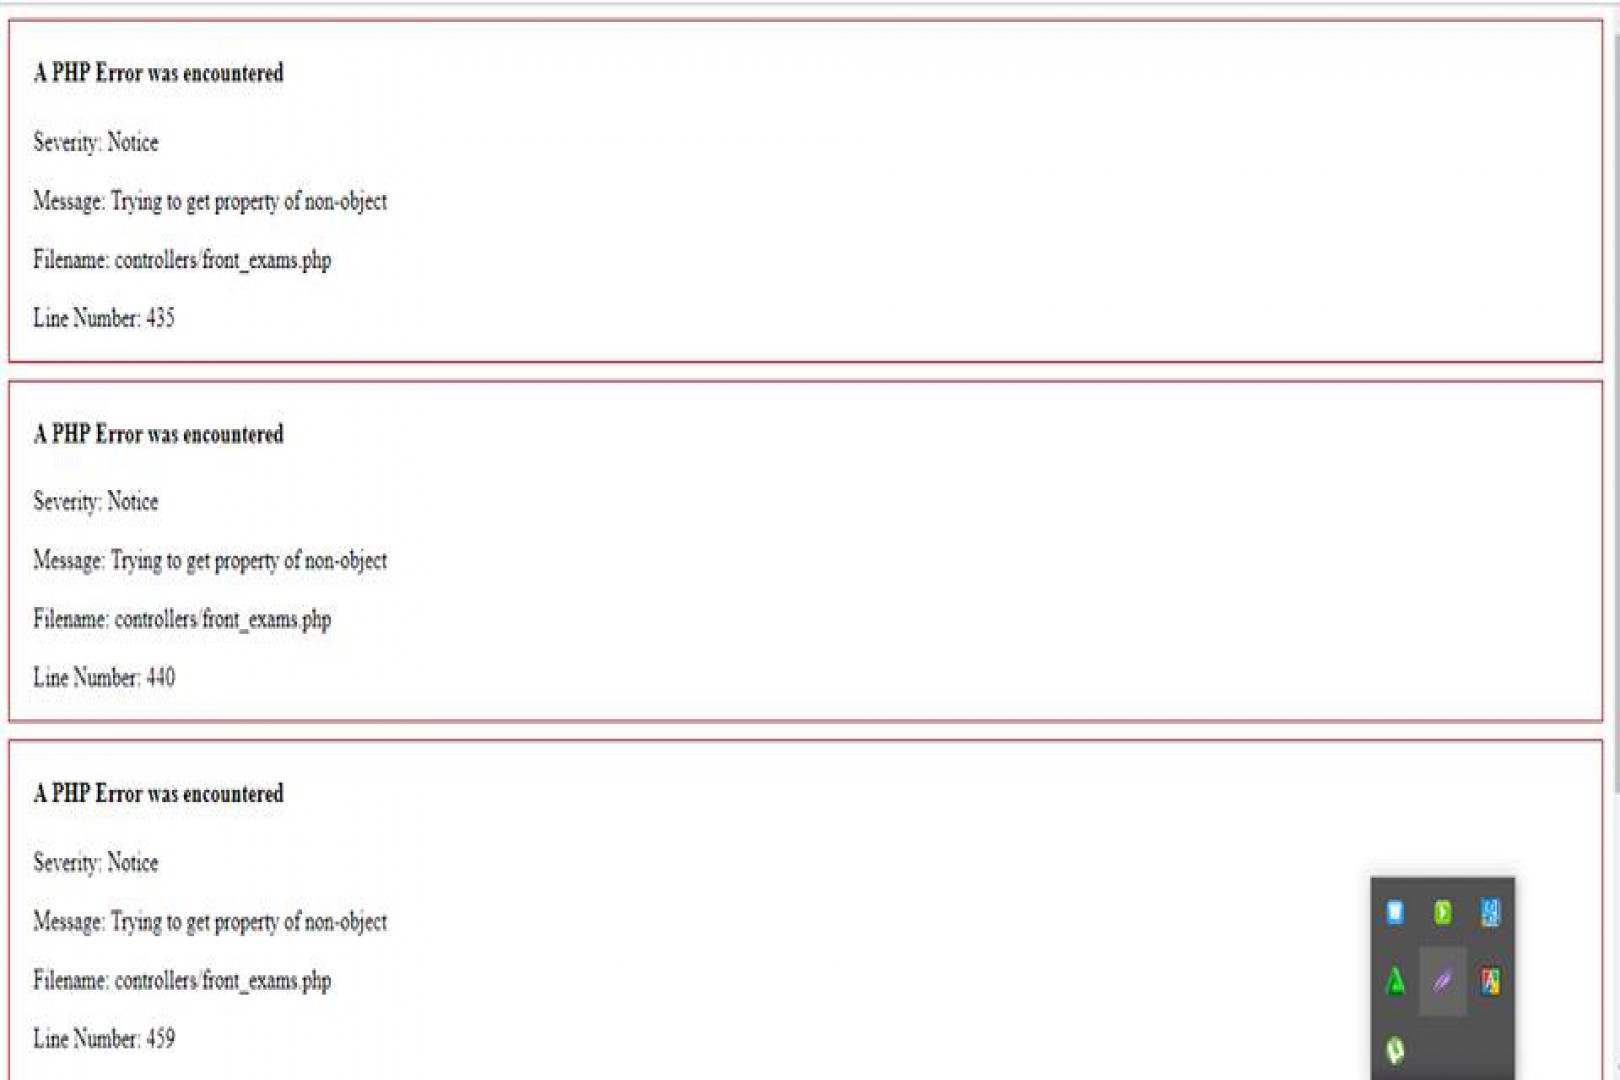 A PHP Error was encountered
Severity: Notice
Message: Trying to get property of non-object
Filename: controllers/front_exams.php
Line Number: 435
A PHP Error was encountered
Severity: Notice
Message: Trying to get property of non-object
Filename: controllers/front_exams.php
Line Number: 440
A PHP Error was encountered
Severity: Notice
Message: Trying to get property of non-object
Filename: controllers/front_exams.php
Line Number: 459